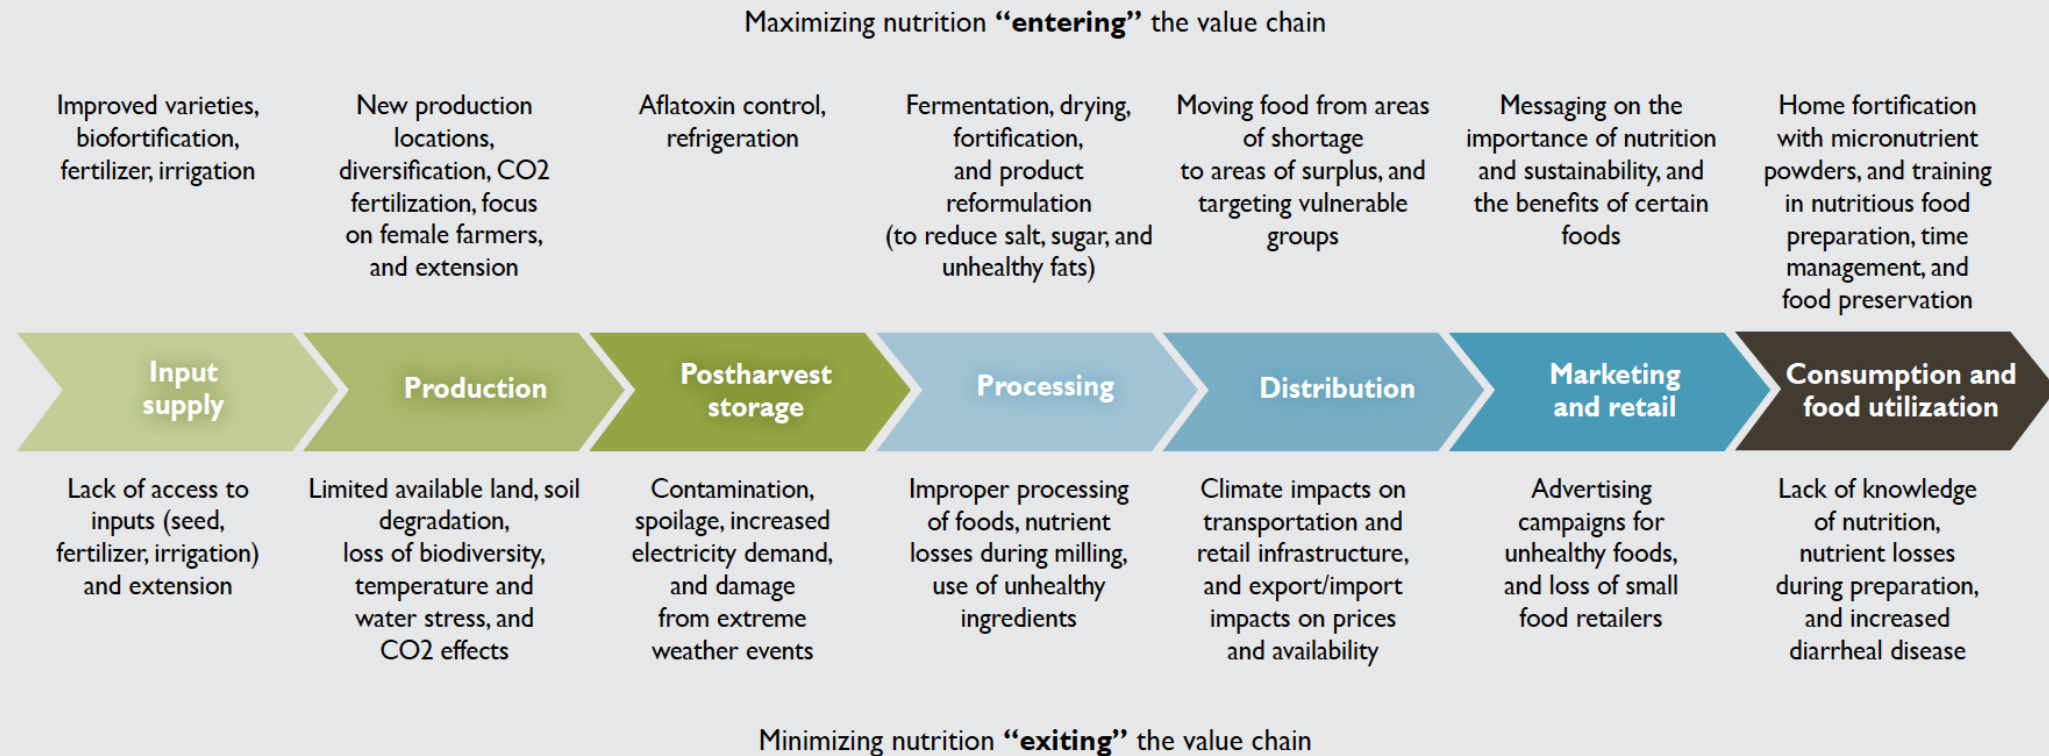 Maximizing nutrition “entering” the value chain
Improved varieties,
biofortification,
fertilizer, irrigation
New production
locations,
diversification, CO2
fertilization, focus
on female farmers,
and extension
Aflatoxin control,
refrigeration
Fermentation, drying,
fortification,
and product
reformulation
(to reduce salt, sugar, and
unhealthy fats)
Moving food from areas
of shortage
to areas of surplus, and
targeting vulnerable
groups
Messaging on the
importance of nutrition
and sustainability, and
the benefits of certain
foods
Home fortification
with micronutrient
powders, and training
in nutritious food
preparation, time
management, and
food preservation
Input
supply
Production
Postharvest
storage
Processing
Distribution
Marketing
and retail
Consumption and
food utilization
Lack of access to
inputs (seed,
fertilizer, irrigation)
and extension
Limited available land, soil
degradation,
loss of biodiversity,
temperature and
water stress, and
CO2 effects
Contamination,
spoilage, increased
electricity demand,
and damage
from extreme
weather events
Improper processing
of foods, nutrient
losses during milling,
use of unhealthy
ingredients
Climate impacts on
transportation and
retail infrastructure,
and export/import
impacts on prices
and availability
Advertising
campaigns for
unhealthy foods,
and loss of small
food retailers
Lack of knowledge
of nutrition,
nutrient losses
during preparation,
and increased
diarrheal disease
Minimizing nutrition “exiting” the value chain